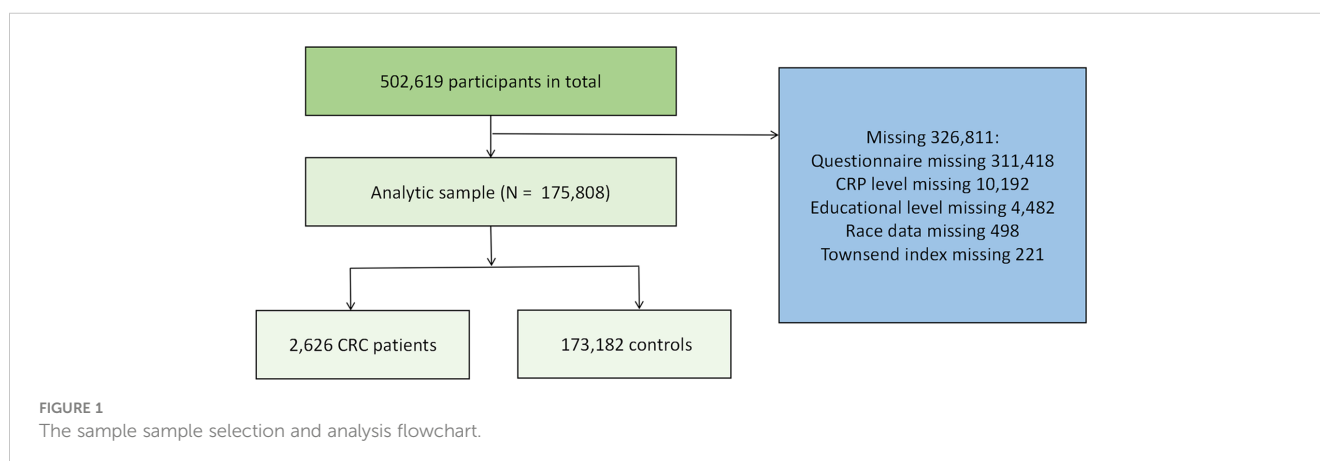 502,619 participants in total
Missing 326,811:
Questionnaire missing 311,418
CRP level missing 10,192
Educational level missing 4,482
Race data missing 498
Townsend index missing 221
Analytic sample (N =  175,808)
2,626 CRC patients
173,182 controls
FIGURE 1
The sample sample selection and analysis flowchart.